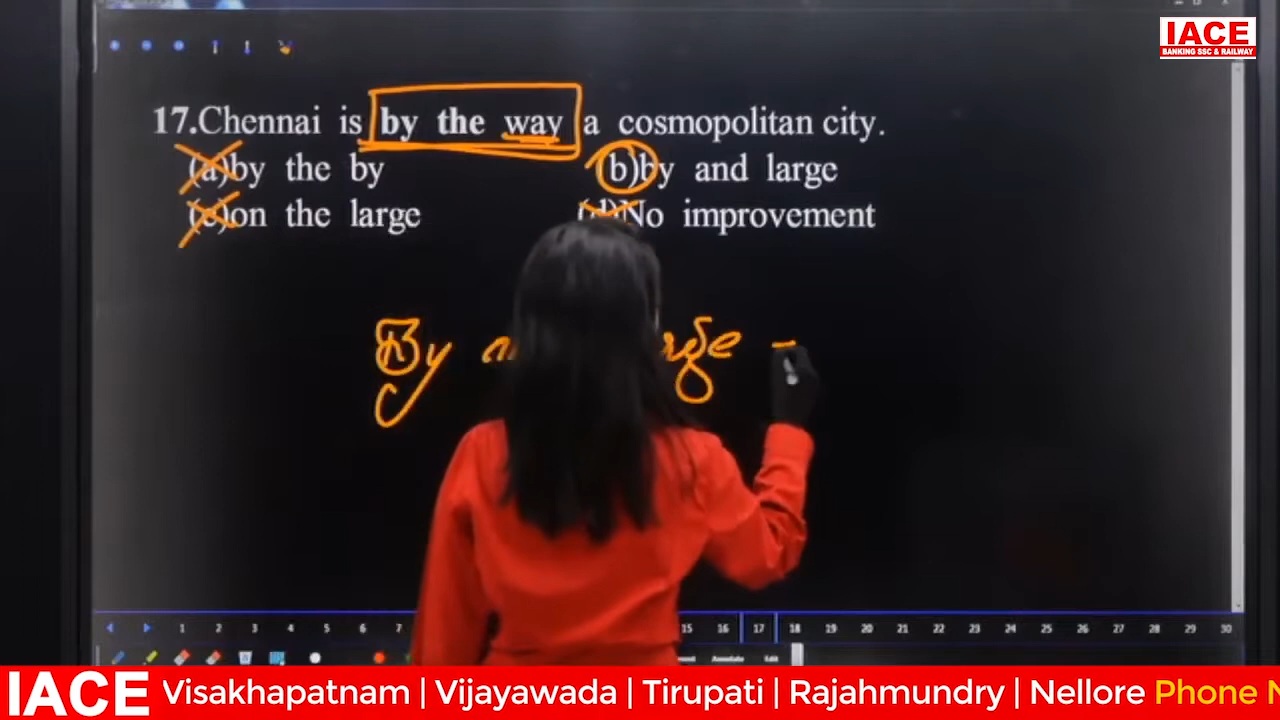 IACE
BANKING SSC & RAILWAY
17.Chennai is by the way a cosmopolitan city.
(a)by the by (b)by and large
(c)on the large (d)No improvement
By
1 2 3 4 5 6 7 15 16 17 18 19 20 21 22 23 24 25 26 27 28 29 30
Annotate Edit
IACE Visakhapatnam | Vijayawada | Tirupati | Rajahmundry | Nellore Phone N